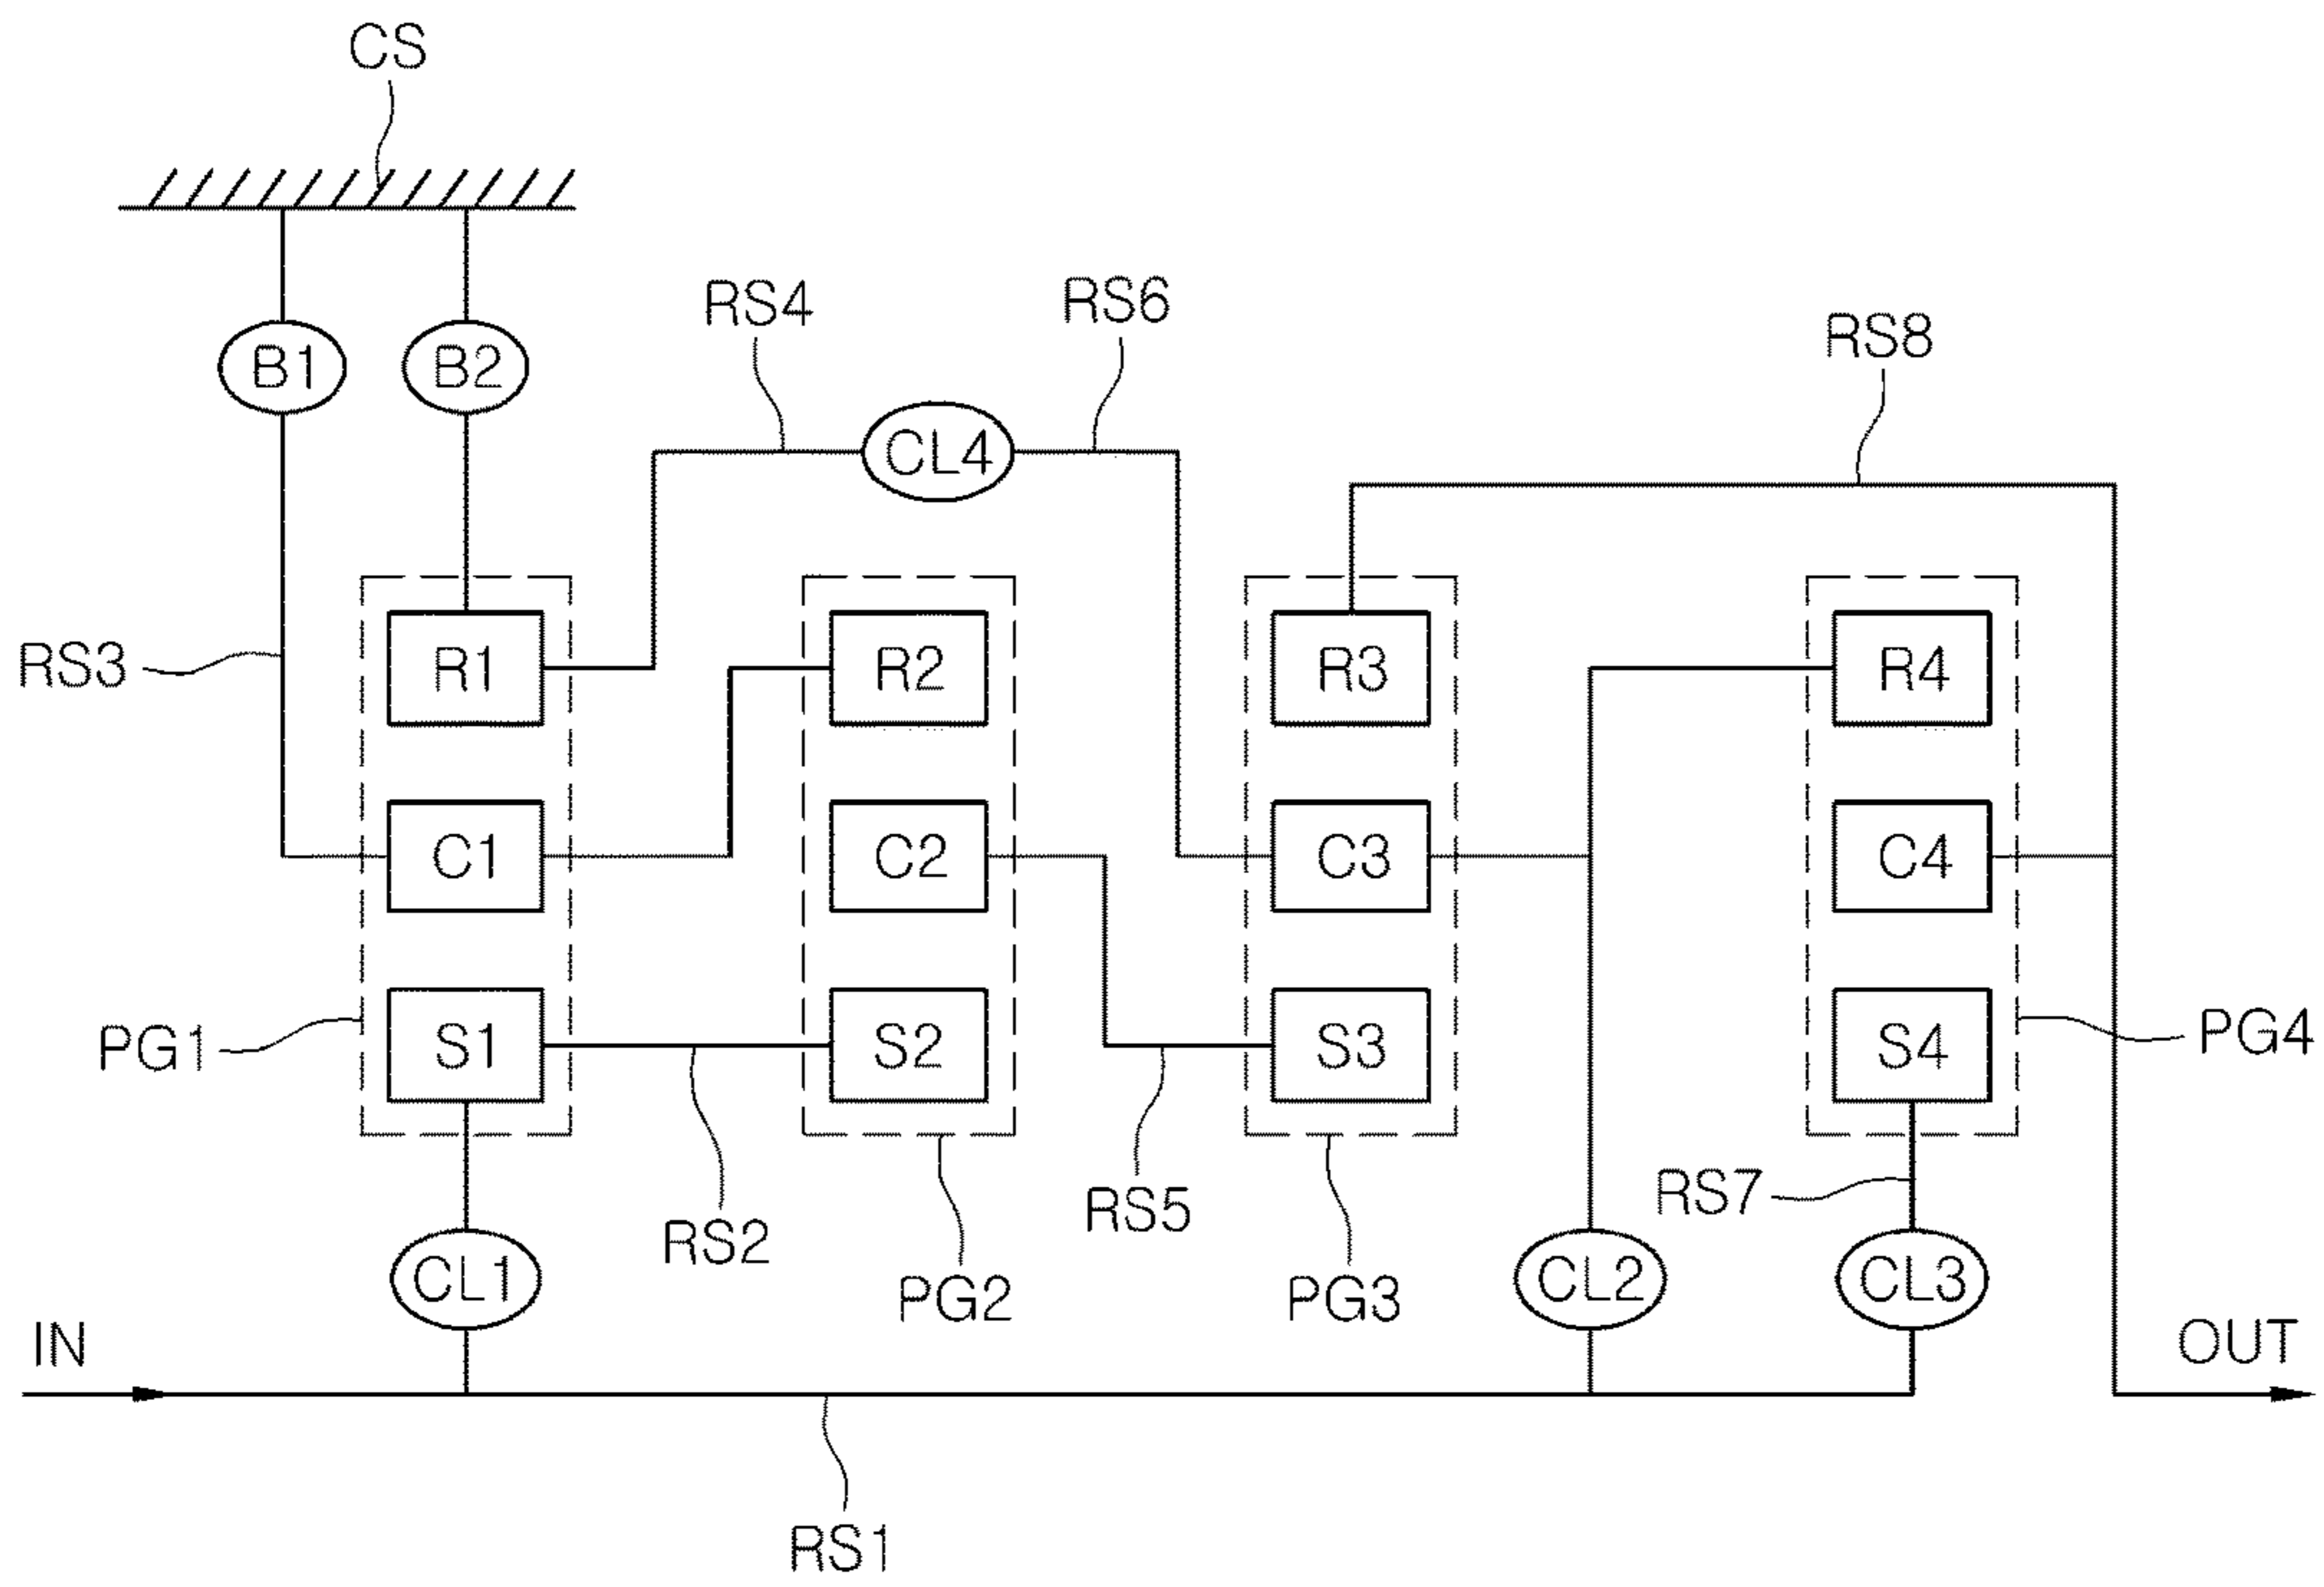 CS
RS4
RS6
RS8
B1
B2
CL4
RS3
R1
R2
R3
R4
C1
C2
C3
C4
PG1
S1
S2
S3
S4
PG4
RS2
RS5
RS7
CL1
PG2
PG3
CL2
CL3
IN
OUT
RS1